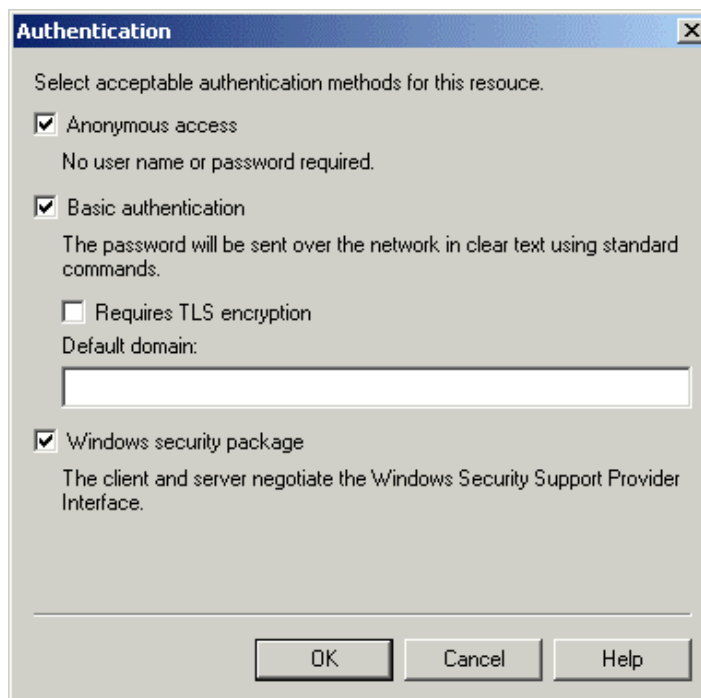 Authentication
Select acceptable authentication methods for this resouce.
Anonymous access
No user name or password required.
Basic authentication
The password will be sent over the network in clear text using standard
commands.
Requires TLS encryption
Default domain:
Windows security package
The client and server negotiate the Windows Security Support Provider
Interface.
OK
Cancel
Help